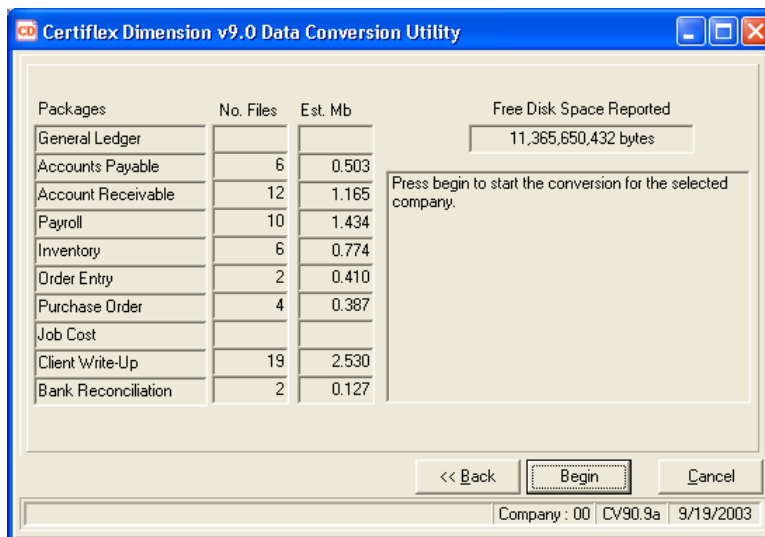 CD Certiflex Dimension v9.0 Data Conversion Utility
Packages No. Files Est. Mb Free Disk Space Reported
General Ledger 11,365,650,432 bytes
Accounts Payable 6 0.503
Account Receivable 12 1.165
Payroll 10 1.434
Inventory 6 0.774
Order Entry 2 0.410
Purchase Order 4 0.387
Job Cost
Client Write-Up 19 2.530
Bank Reconciliation 2 0.127
Press begin to start the conversion for the selected
company.
<< Back Begin Cancel
Company : 00 CV90.9a 9/19/2003